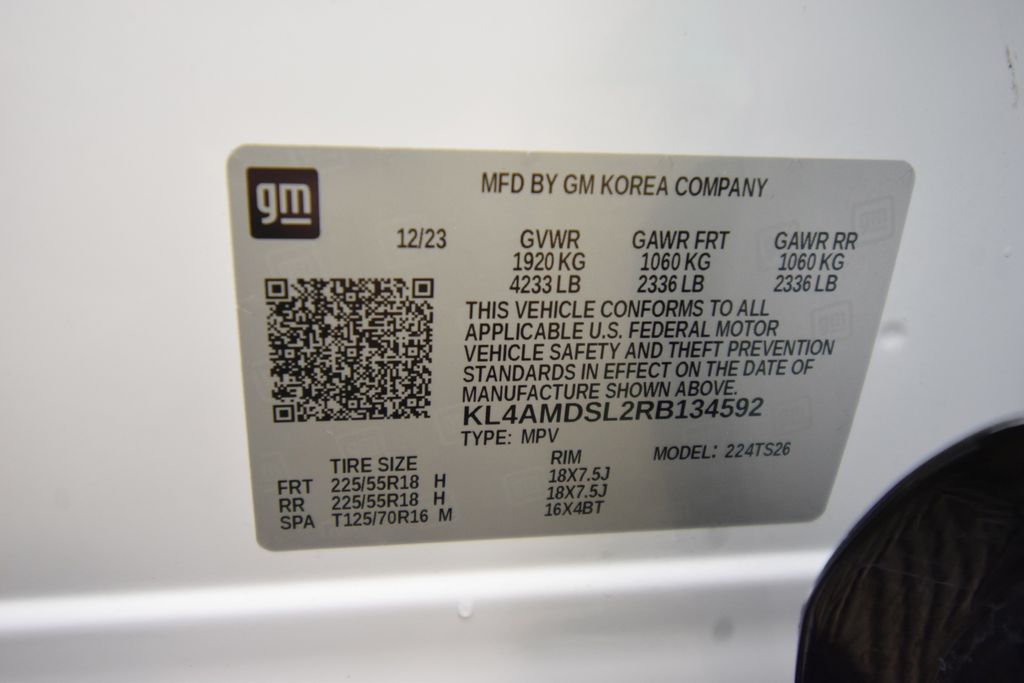 gm
MFD BY GM KOREA COMPANY
12/23 GVWR GAWR FRT GAWR RR
1920 KG 1060 KG 1060 KG
4233 LB 2336 LB 2336 LB
THIS VEHICLE CONFORMS TO ALL
APPLICABLE U.S. FEDERAL MOTOR
VEHICLE SAFETY AND THEFT PREVENTION
STANDARDS IN EFFECT ON THE DATE OF
MANUFACTURE SHOWN ABOVE.
KL4AMDSL2RB134592
TYPE: MPV MODEL: 224TS26
TIRE SIZE RIM
FRT 225/55R18 H 18X7.5J
RR 225/55R18 H 18X7.5J
SPA T125/70R16 M 16X4BT